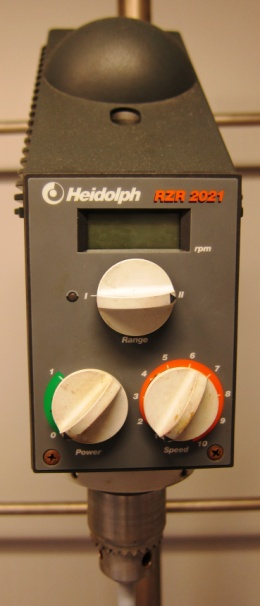 Heidolph RZR 2021
rpm
I II
Range
1
0
Power
2 3 4 5 6 7 8 9 10
Speed